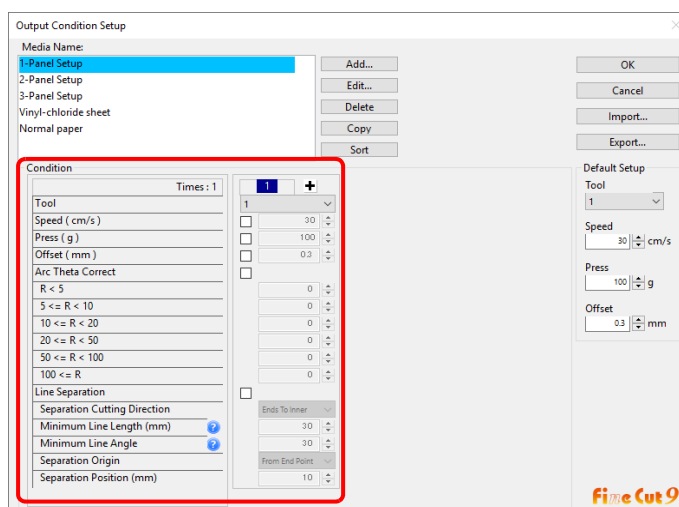 Output Condition Setup
Media Name:
1-Panel Setup
2-Panel Setup
3-Panel Setup
Vinyl-chloride sheet
Normal paper
Add...
Edit...
Delete
Copy
Sort
OK
Cancel
Import...
Export...
Condition
Times : 1 1 +
Tool 1
Speed ( cm/s ) 30
Press ( g ) 100
Offset ( mm ) 0.3
Arc Theta Correct
R < 5 0
5 <= R < 10 0
10 <= R < 20 0
20 <= R < 50 0
50 <= R < 100 0
100 <= R 0
Line Separation
Separation Cutting Direction Ends To Inner
Minimum Line Length (mm) ? 30
Minimum Line Angle ? 30
Separation Origin From End Point
Separation Position (mm) 10
Default Setup
Tool
1
Speed
30 cm/s
Press
100 g
Offset
0.3 mm
Fine Cut 9